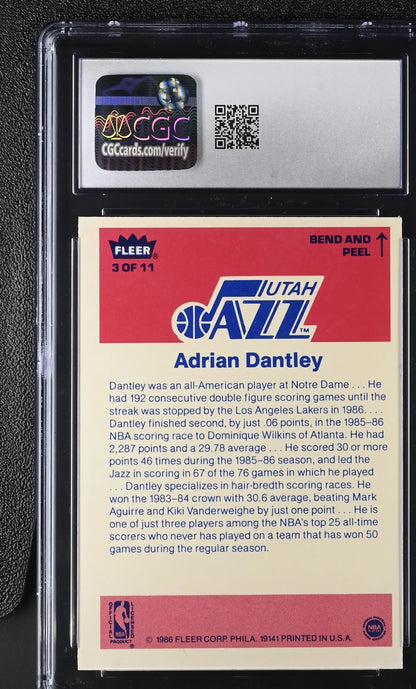 CGC
CGCcards.com/verify
FLEER®
3 OF 11
BEND AND
PEEL
UTAH
JAZZ™
Adrian Dantley
Dantley was an all-American player at Notre Dame . . . He
had 192 consecutive double figure scoring games until the
streak was stopped by the Los Angeles Lakers in 1986. . . .
Dantley finished second, by just .06 points, in the 1985-86
NBA scoring race to Dominique Wilkins of Atlanta. He had
2,287 points and a 29.78 average . . . He scored 30 or more
points 46 times during the 1985-86 season, and led the
Jazz in scoring in 67 of the 76 games in which he played
. . . Dantley specializes in hair-bredth scoring races. He
won the 1983-84 crown with 30.6 average, beating Mark
Aguirre and Kiki Vanderweighe by just one point . . . He is
one of just three players among the NBA's top 25 all-time
scorers who never has played on a team that has won 50
games during the regular season.
OFFICIAL
LICENSED
PRODUCT
NBA
© 1986 FLEER CORP. PHILA. 19141 PRINTED IN U.S.A.
NBA